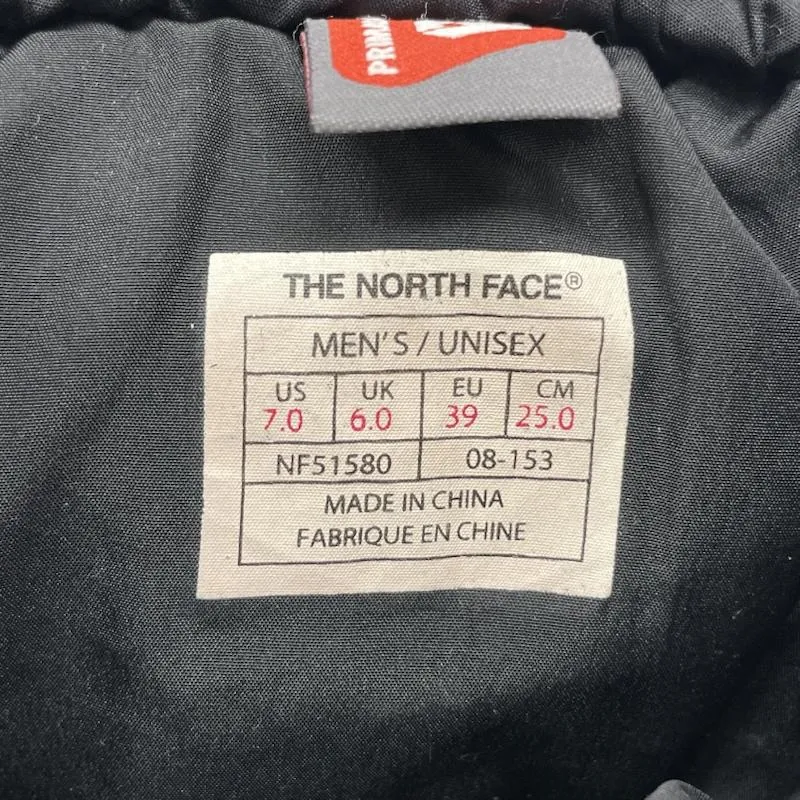 THE NORTH FACE®
MEN'S / UNISEX
US UK EU CM
7.0 6.0 39 25.0
NF51580 08-153
MADE IN CHINA
FABRIQUE EN CHINE